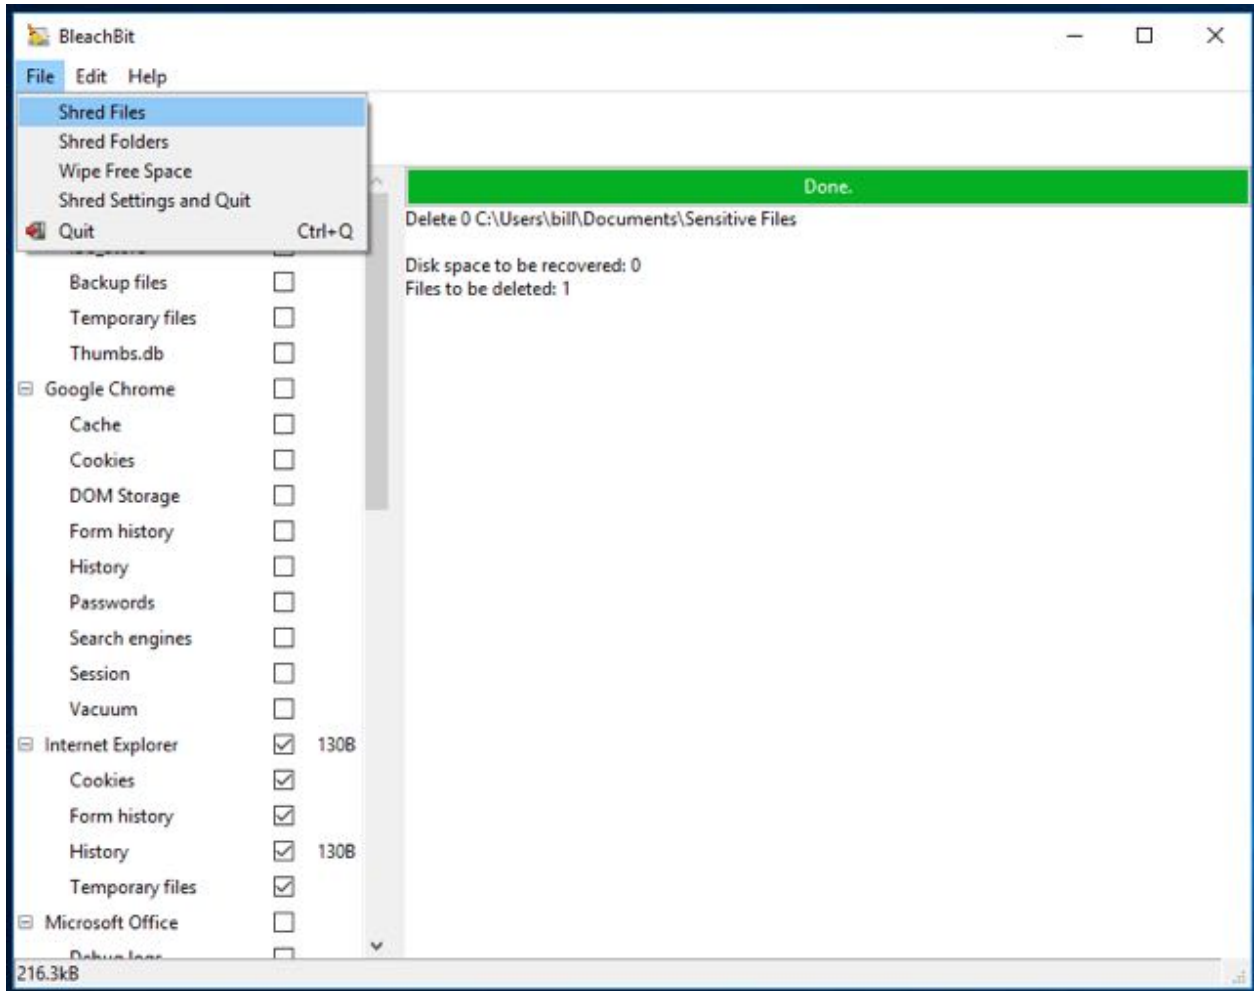 BleachBit
File Edit Help
Shred Files
Shred Folders
Wipe Free Space
Shred Settings and Quit
Quit Ctrl+Q
Backup files
Temporary files
Thumbs.db
Google Chrome
Cache
Cookies
DOM Storage
Form history
History
Passwords
Search engines
Session
Vacuum
Internet Explorer 130B
Cookies
Form history
History 130B
Temporary files
Microsoft Office
Done.
Delete 0 C:\Users\bill\Documents\Sensitive Files
Disk space to be recovered: 0
Files to be deleted: 1
216.3kB